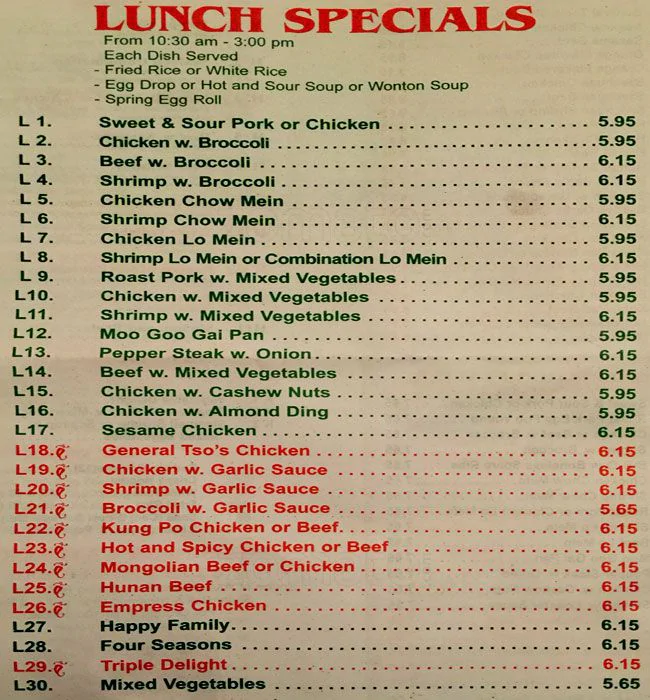 LUNCH SPECIALS
From 10:30 am - 3:00 pm
Each Dish Served
- Fried Rice or White Rice
- Egg Drop or Hot and Sour Soup or Wonton Soup
- Spring Egg Roll
L 1. Sweet & Sour Pork or Chicken 5.95
L 2. Chicken w. Broccoli 5.95
L 3. Beef w. Broccoli 6.15
L 4. Shrimp w. Broccoli 6.15
L 5. Chicken Chow Mein 5.95
L 6. Shrimp Chow Mein 6.15
L 7. Chicken Lo Mein 5.95
L 8. Shrimp Lo Mein or Combination Lo Mein 6.15
L 9. Roast Pork w. Mixed Vegetables 5.95
L10. Chicken w. Mixed Vegetables 5.95
L11. Shrimp w. Mixed Vegetables 6.15
L12. Moo Goo Gai Pan 5.95
L13. Pepper Steak w. Onion 6.15
L14. Beef w. Mixed Vegetables 6.15
L15. Chicken w. Cashew Nuts 5.95
L16. Chicken w. Almond Ding 5.95
L17. Sesame Chicken 6.15
L18. General Tso's Chicken 6.15
L19. Chicken w. Garlic Sauce 6.15
L20. Shrimp w. Garlic Sauce 6.15
L21. Broccoli w. Garlic Sauce 5.65
L22. Kung Po Chicken or Beef 6.15
L23. Hot and Spicy Chicken or Beef 6.15
L24. Mongolian Beef or Chicken 6.15
L25. Hunan Beef 6.15
L26. Empress Chicken 6.15
L27. Happy Family 6.15
L28. Four Seasons 6.15
L29. Triple Delight 6.15
L30. Mixed Vegetables 5.65